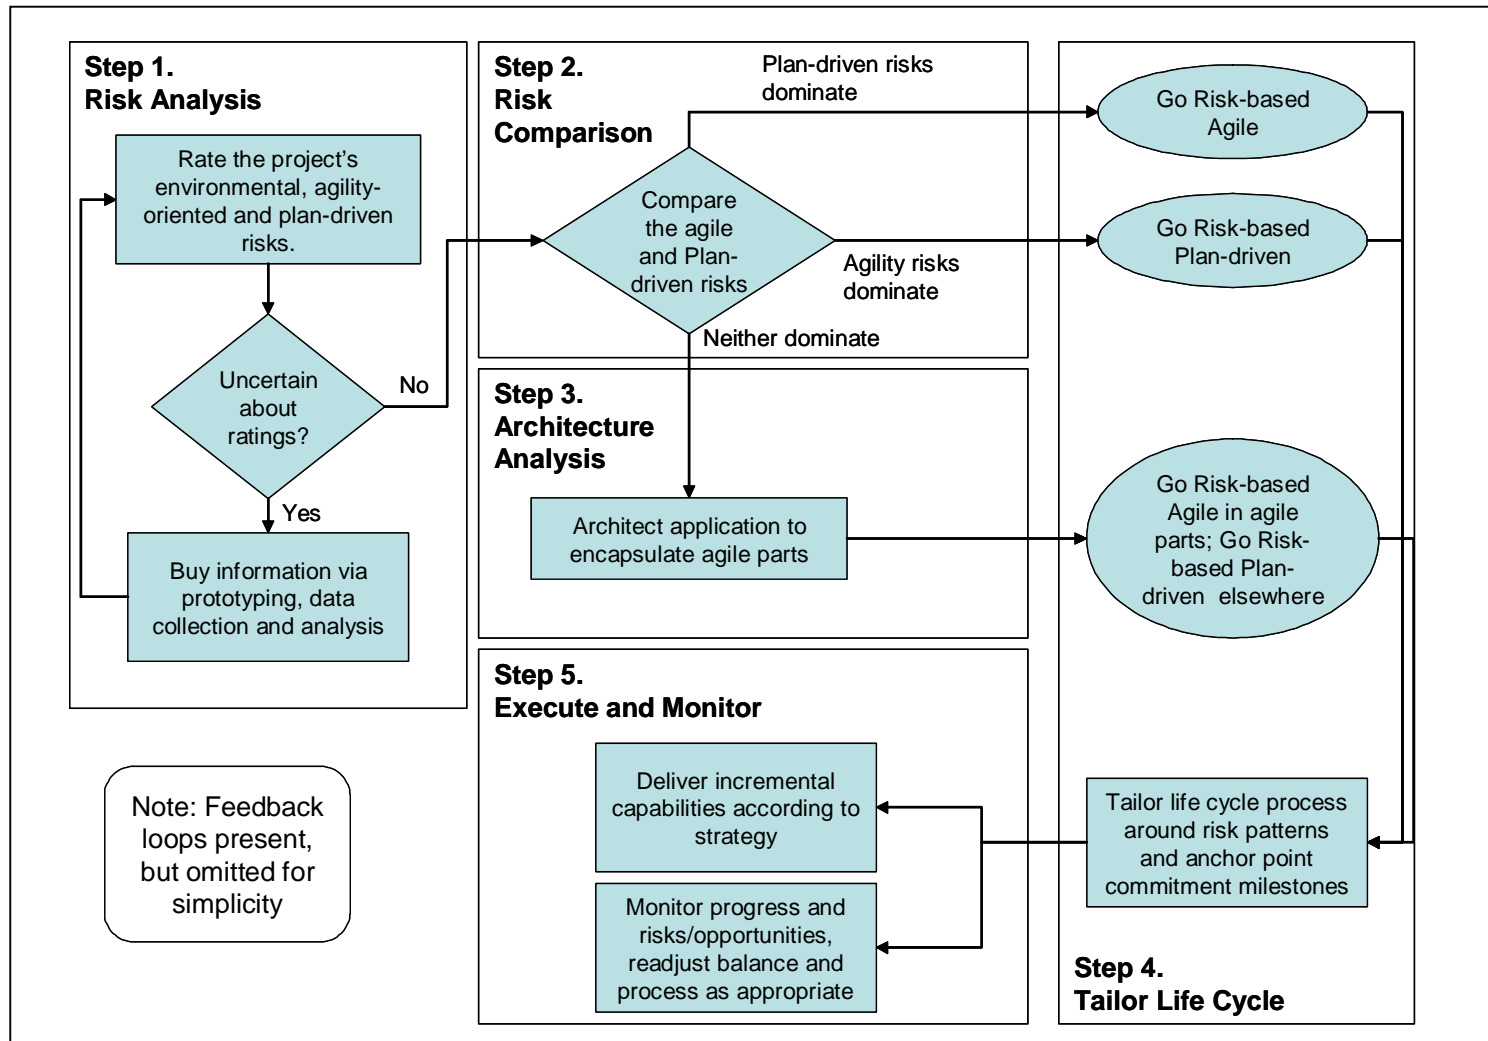 Step 1.
Risk Analysis
Rate the project's
environmental, agility-
oriented and plan-driven
risks.
Uncertain
about
ratings?
No
Yes
Buy information via
prototyping, data
collection and analysis
Note: Feedback
loops present,
but omitted for
simplicity
Step 2.
Risk
Comparison
Plan-driven risks
dominate
Compare
the agile
and Plan-
driven risks
Agility risks
dominate
Neither dominate
Step 3.
Architecture
Analysis
Architect application to
encapsulate agile parts
Go Risk-based
Agile
Go Risk-based
Plan-driven
Go Risk-based
Agile in agile
parts; Go Risk-
based Plan-
driven elsewhere
Tailor life cycle process
around risk patterns
and anchor point
commitment milestones
Step 4.
Tailor Life Cycle
Step 5.
Execute and Monitor
Deliver incremental
capabilities according to
strategy
Monitor progress and
risks/opportunities,
readjust balance and
process as appropriate